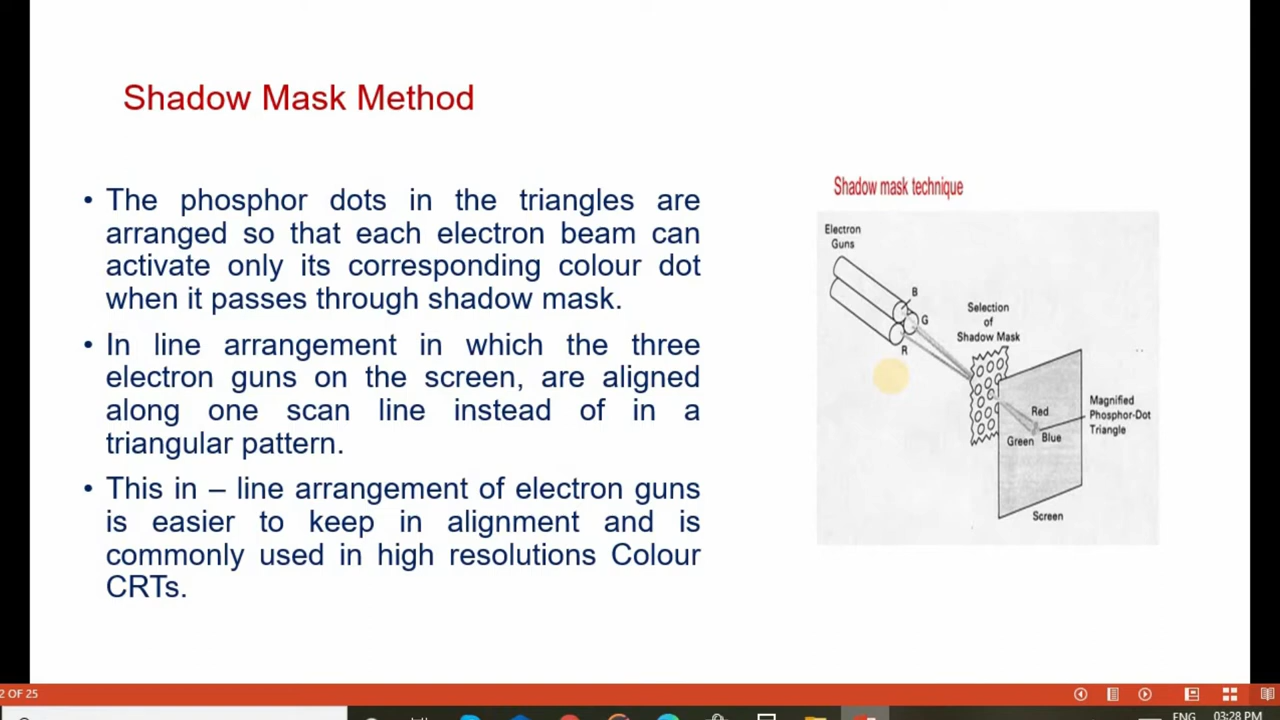 Shadow Mask Method
• The phosphor dots in the triangles are
arranged so that each electron beam can
activate only its corresponding colour dot
when it passes through shadow mask.
• In line arrangement in which the three
electron guns on the screen, are aligned
along one scan line instead of in a
triangular pattern.
• This in – line arrangement of electron guns
is easier to keep in alignment and is
commonly used in high resolutions Colour
CRTs.
Shadow mask technique
Electron
Guns
B
G
R
Selection
of
Shadow Mask
Red
Green
Blue
Magnified
Phosphor-Dot
Triangle
Screen
2 OF 25
ENG
03:28 PM